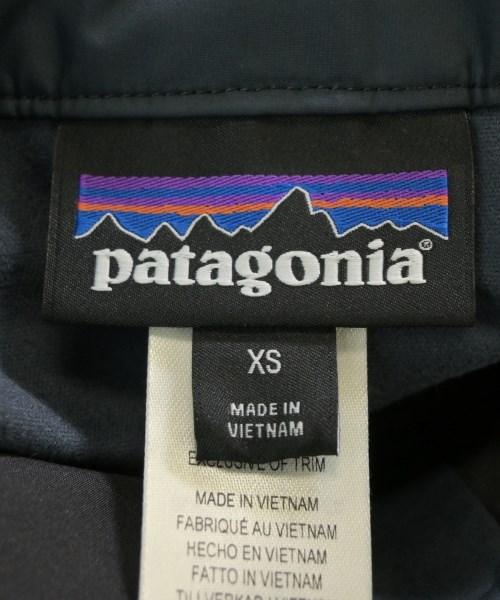 patagonia®
XS
MADE IN
VIETNAM
EXCLUSIVE OF TRIM
MADE IN VIETNAM
FABRIQUÉ AU VIETNAM
HECHO EN VIETNAM
FATTO IN VIETNAM